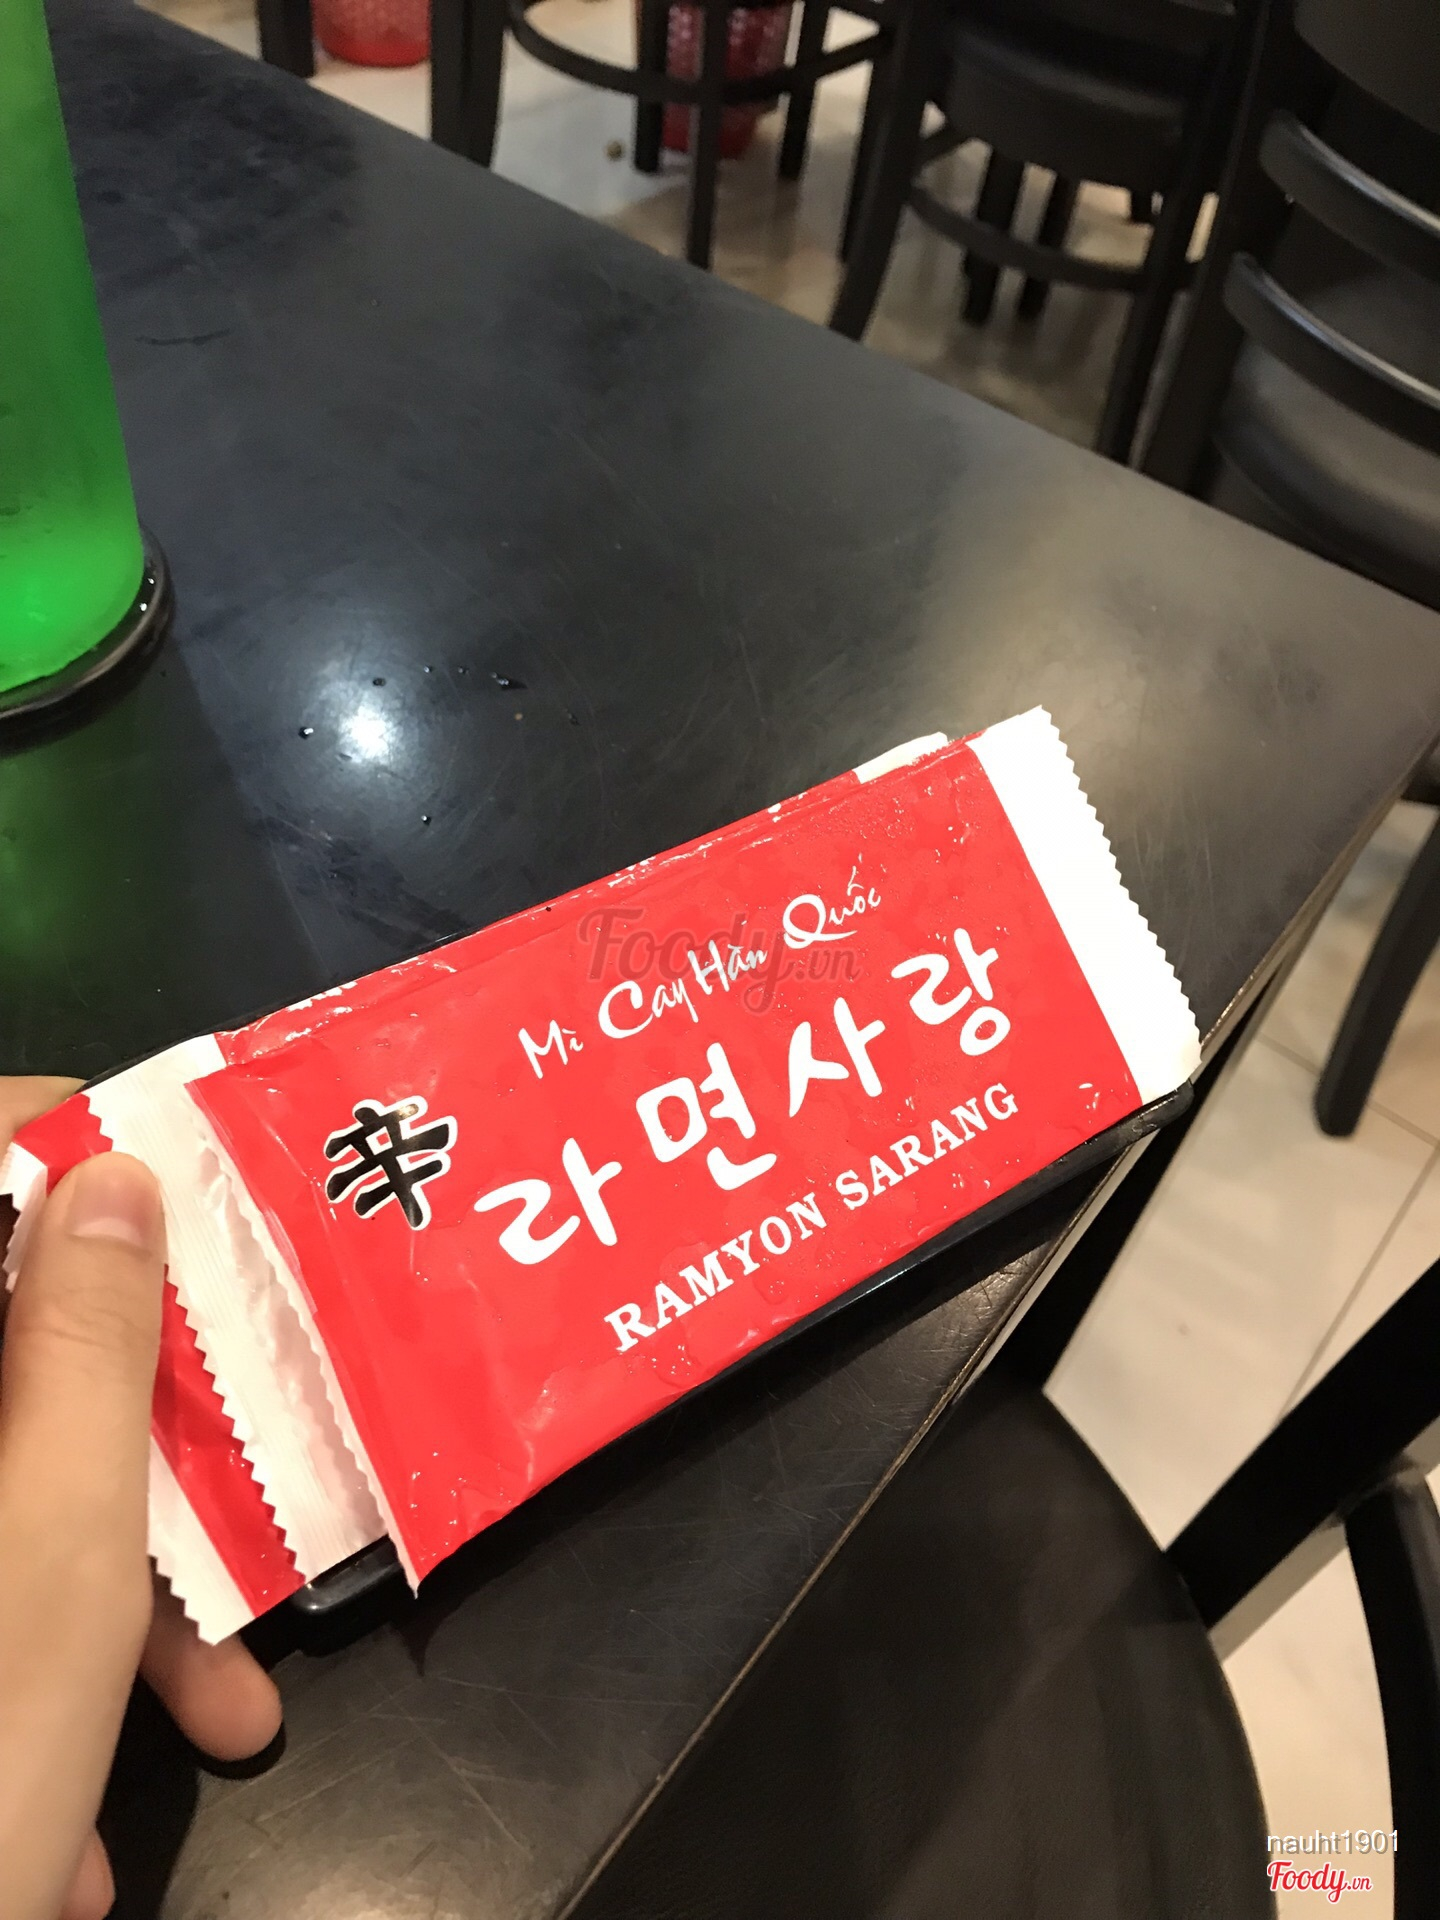 Mì Cay Hàn Quốc
辛 라면사랑
RAMYON SARANG
Foody.vn
nauht1901
Foody.vn